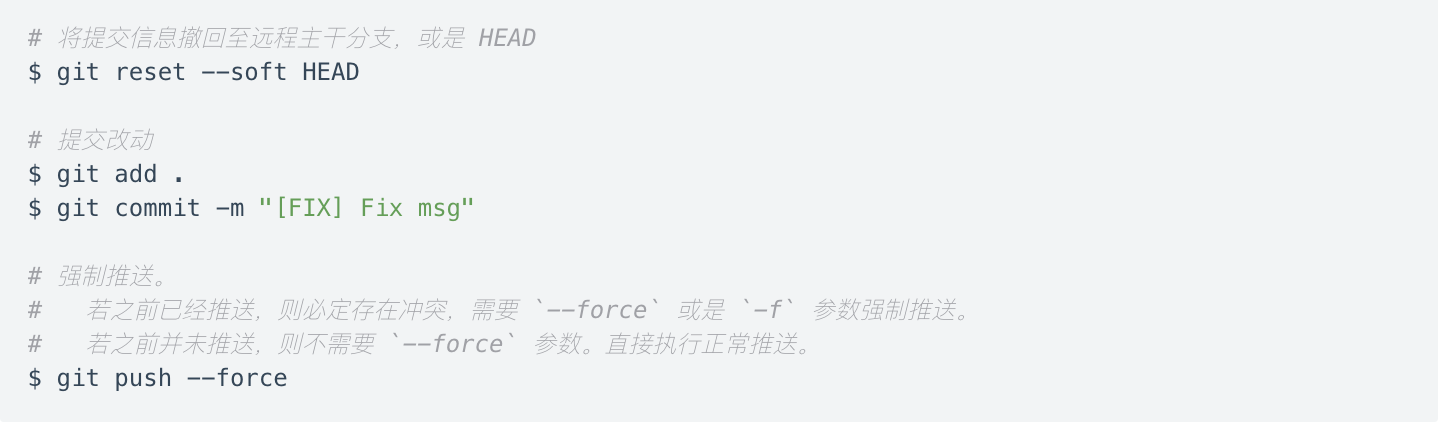 # 将提交信息撤回至远程主干分支，或是 HEAD
$ git reset --soft HEAD
# 提交改动
$ git add .
$ git commit -m "[FIX] Fix msg"
# 强制推送。
#   若之前已经推送，则必定存在冲突，需要 `--force` 或是 `-f` 参数强制推送。
#   若之前并未推送，则不需要 `--force` 参数。直接执行正常推送。
$ git push --force